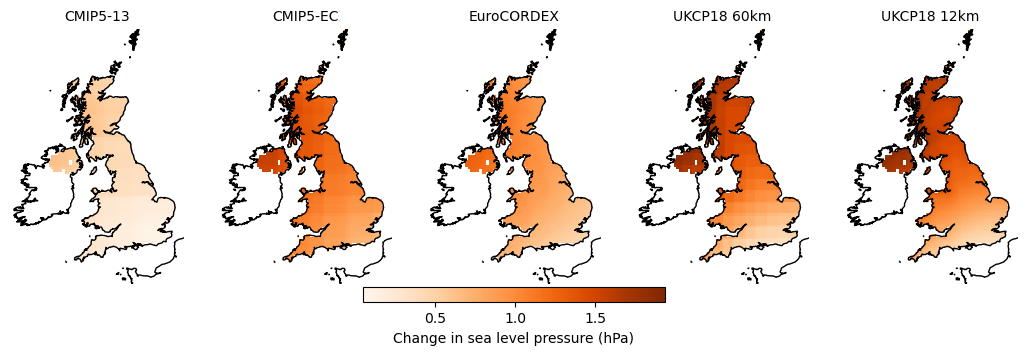 CMIP5-13
CMIP5-EC
EuroCORDEX
UKCP18 60km
UKCP18 12km
0.5
1.0
1.5
Change in sea level pressure (hPa)